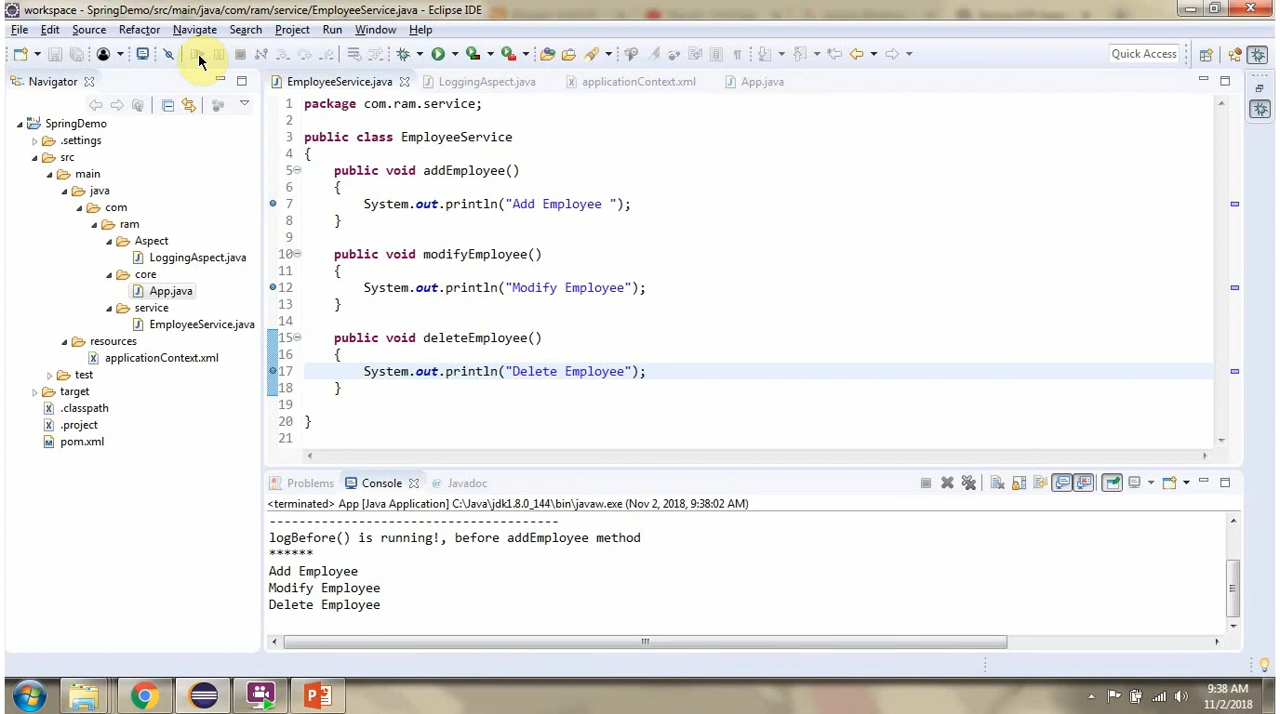 workspace - SpringDemo/src/main/java/com/ram/service/EmployeeService.java - Eclipse IDE
File Edit Source Refactor Navigate Search Project Run Window Help
Quick Access
Navigator
SpringDemo
.settings
src
main
java
com
ram
Aspect
LoggingAspect.java
core
App.java
service
EmployeeService.java
resources
applicationContext.xml
test
target
.classpath
.project
pom.xml
EmployeeService.java LoggingAspect.java applicationContext.xml App.java
1 package com.ram.service;
2
3 public class EmployeeService
4 {
5 public void addEmployee()
6 {
7 System.out.println("Add Employee ");
8 }
9
10 public void modifyEmployee()
11 {
12 System.out.println("Modify Employee");
13 }
14
15 public void deleteEmployee()
16 {
17 System.out.println("Delete Employee");
18 }
19
20 }
21
Problems Console Javadoc
<terminated> App [Java Application] C:\Java\jdk1.8.0_144\bin\javaw.exe (Nov 2, 2018, 9:38:02 AM)
---------------------------------------
logBefore() is running!, before addEmployee method
******
Add Employee
Modify Employee
Delete Employee
9:38 AM
11/2/2018